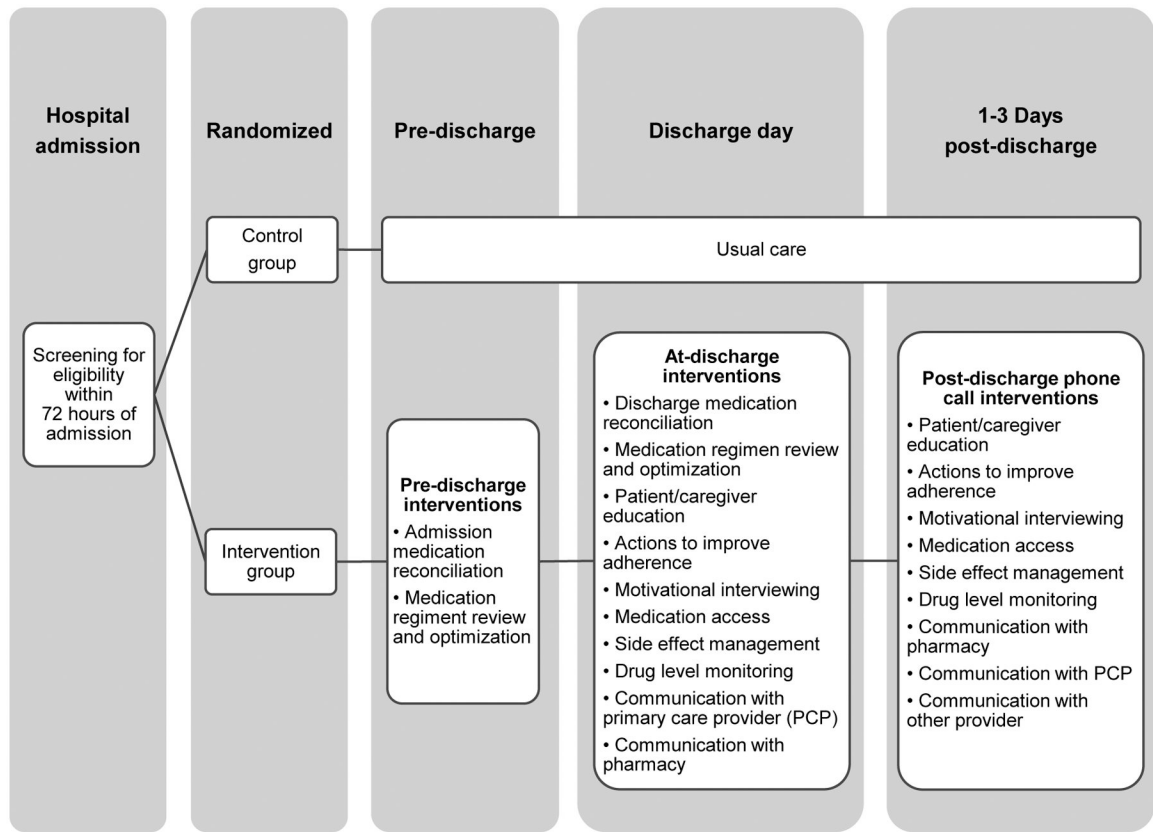 Hospital
admission
Randomized
Pre-discharge
Discharge day
1-3 Days
post-discharge
Control
group
Usual care
Screening for
eligibility
within
72 hours of
admission
Intervention
group
Pre-discharge
interventions
• Admission
medication
reconciliation
• Medication
regiment review
and optimization
At-discharge
interventions
• Discharge medication
reconciliation
• Medication regimen review
and optimization
• Patient/caregiver
education
• Actions to improve
adherence
• Motivational interviewing
• Medication access
• Side effect management
• Drug level monitoring
• Communication with
primary care provider (PCP)
• Communication with
pharmacy
Post-discharge phone
call interventions
• Patient/caregiver
education
• Actions to improve
adherence
• Motivational interviewing
• Medication access
• Side effect management
• Drug level monitoring
• Communication with
pharmacy
• Communication with PCP
• Communication with
other provider